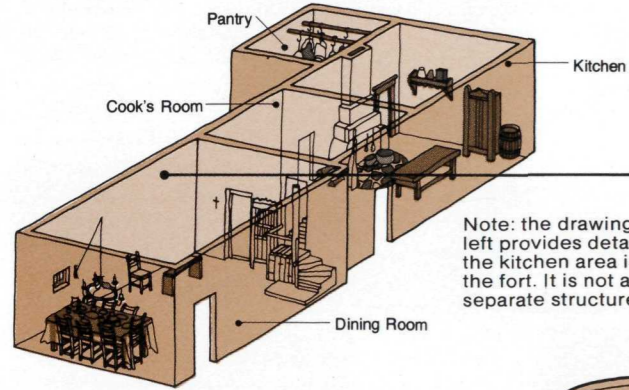 Pantry
Kitchen
Cook's Room
Note: the drawing
left provides deta
the kitchen area i
the fort. It is not a
separate structure
Dining Room